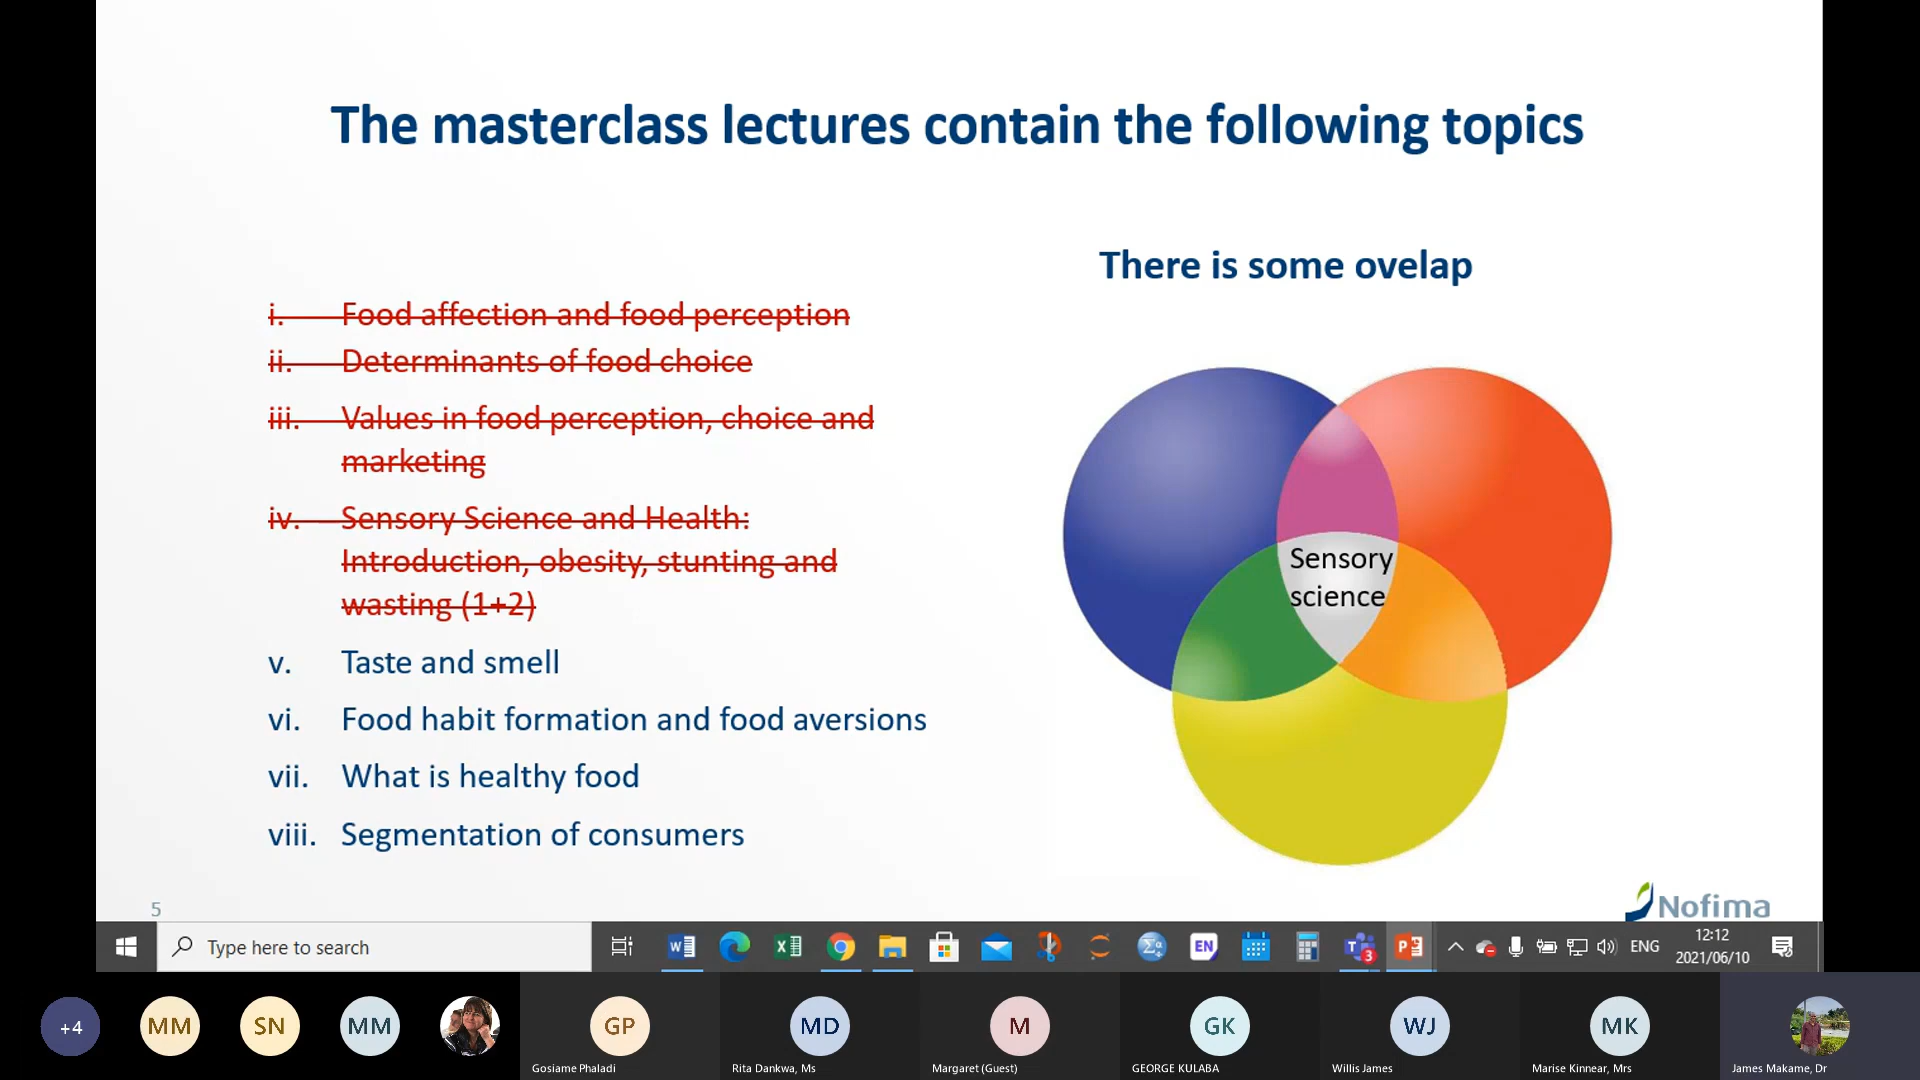 The masterclass lectures contain the following topics
There is some ovelap
i. Food affection and food perception
ii. Determinants of food choice
iii. Values in food perception, choice and
marketing
iv. Sensory Science and Health:
Introduction, obesity, stunting and
wasting (1+2)
v. Taste and smell
vi. Food habit formation and food aversions
vii. What is healthy food
viii. Segmentation of consumers
Sensory
science
5
Nofima
Type here to search
EN
3
ENG
12:12
2021/06/10
+4
MM
SN
MM
GP
MD
M
GK
WJ
MK
Gosiame Phaladi
Rita Dankwa, Ms
Margaret (Guest)
GEORGE KULABA
Willis James
Marise Kinnear, Mrs
James Makame, Dr